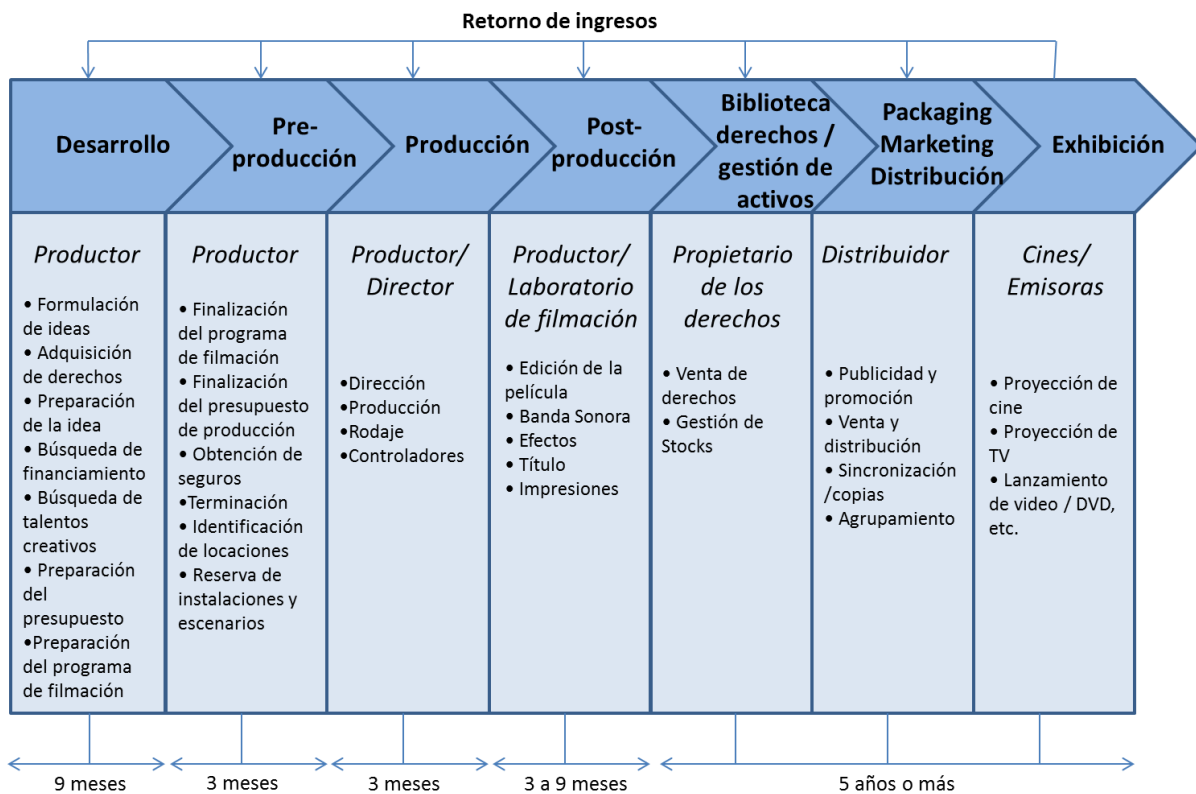 Retorno de ingresos
Desarrollo
Pre-
producción
Producción
Post-
producción
Biblioteca
derechos /
gestión de
activos
Packaging
Marketing
Distribución
Exhibición
Productor
• Formulación
de ideas
• Adquisición
de derechos
• Preparación
de la idea
• Búsqueda de
financiamiento
• Búsqueda de
talentos
creativos
• Preparación
del
presupuesto
•Preparación
del programa
de filmación
Productor
• Finalización
del programa
de filmación
• Finalización
del presupuesto
de producción
• Obtención de
seguros
•Terminación
• Identificación
de locaciones
• Reserva de
instalaciones y
escenarios
Productor/
Director
•Dirección
•Producción
•Rodaje
•Controladores
Productor/
Laboratorio
de filmación
• Edición de la
película
• Banda Sonora
• Efectos
• Título
• Impresiones
Propietario
de los
derechos
• Venta de
derechos
• Gestión de
Stocks
Distribuidor
• Publicidad y
promoción
• Venta y
distribución
• Sincronización
/copias
• Agrupamiento
Cines/
Emisoras
• Proyección de
cine
• Proyección de
TV
• Lanzamiento
de video / DVD,
etc.
9 meses
3 meses
3 meses
3 a 9 meses
5 años o más